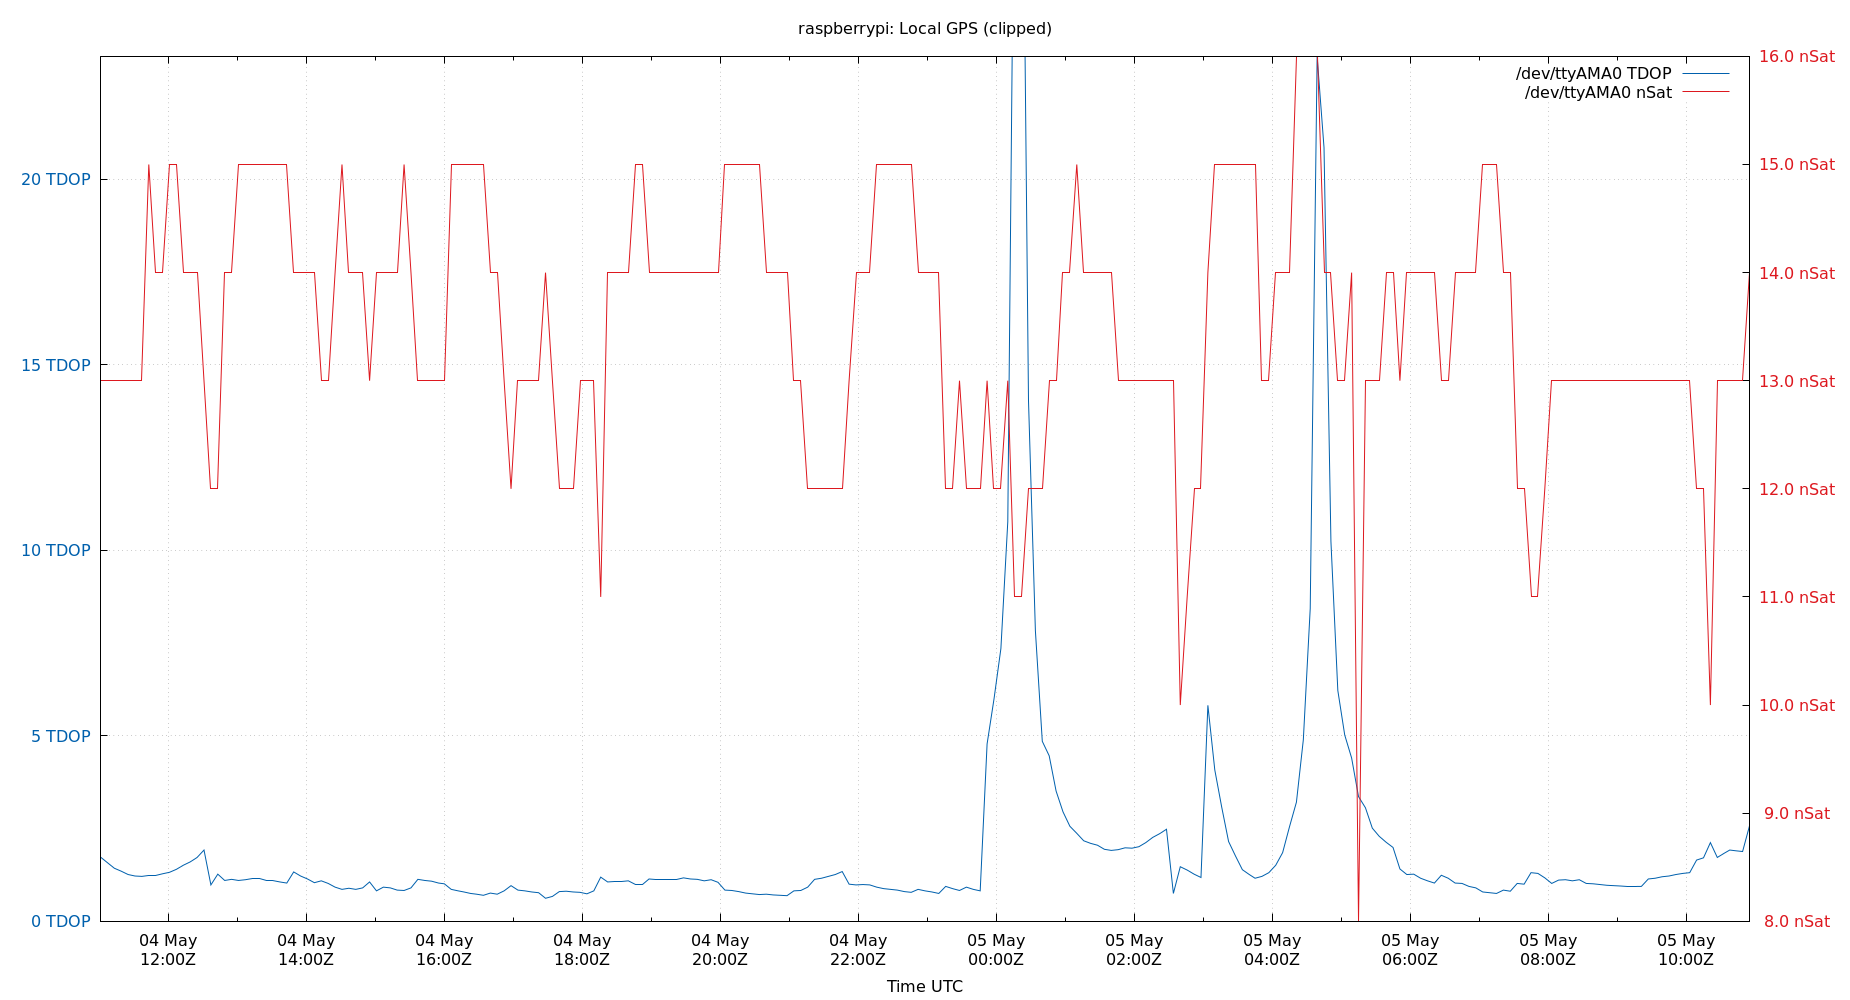 raspberrypi: Local GPS (clipped)
16.0 nSat
/dev/ttyAMA0 TDOP
/dev/ttyAMA0 nSat
20 TDOP
15.0 nSat
14.0 nSat
15 TDOP
13.0 nSat
12.0 nSat
10 TDOP
11.0 nSat
10.0 nSat
5 TDOP
9.0 nSat
0 TDOP
8.0 nSat
04 May 04 May 04 May 04 May 04 May 04 May 05 May 05 May 05 May 05 May 05 May 05 May
12:00Z 14:00Z 16:00Z 18:00Z 20:00Z 22:00Z 00:00Z 02:00Z 04:00Z 06:00Z 08:00Z 10:00Z
Time UTC